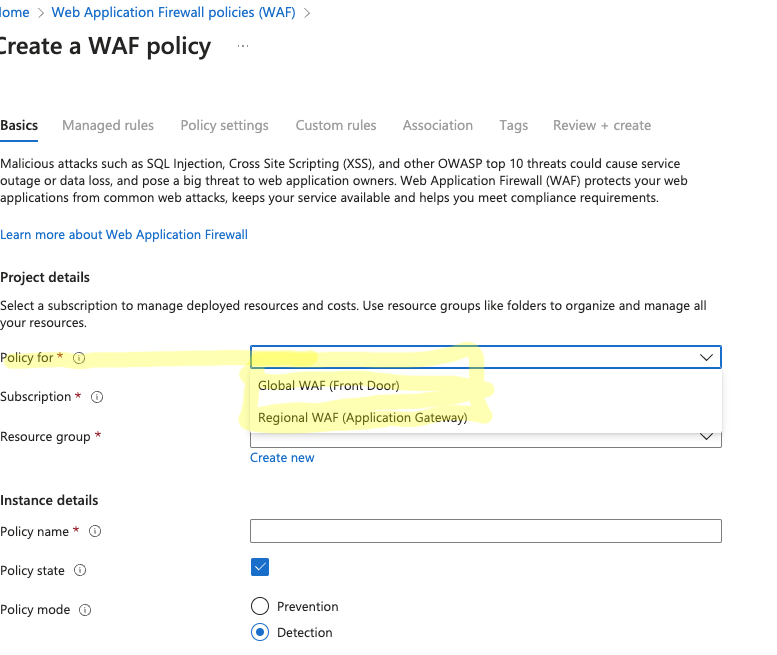 Home > Web Application Firewall policies (WAF) >
Create a WAF policy ...
Basics Managed rules Policy settings Custom rules Association Tags Review + create
Malicious attacks such as SQL Injection, Cross Site Scripting (XSS), and other OWASP top 10 threats could cause service
outage or data loss, and pose a big threat to web application owners. Web Application Firewall (WAF) protects your web
applications from common web attacks, keeps your service available and helps you meet compliance requirements.
Learn more about Web Application Firewall
Project details
Select a subscription to manage deployed resources and costs. Use resource groups like folders to organize and manage all
your resources.
Policy for *
Global WAF (Front Door)
Subscription *
Regional WAF (Application Gateway)
Resource group *
Create new
Instance details
Policy name *
Policy state
Policy mode
Prevention
Detection